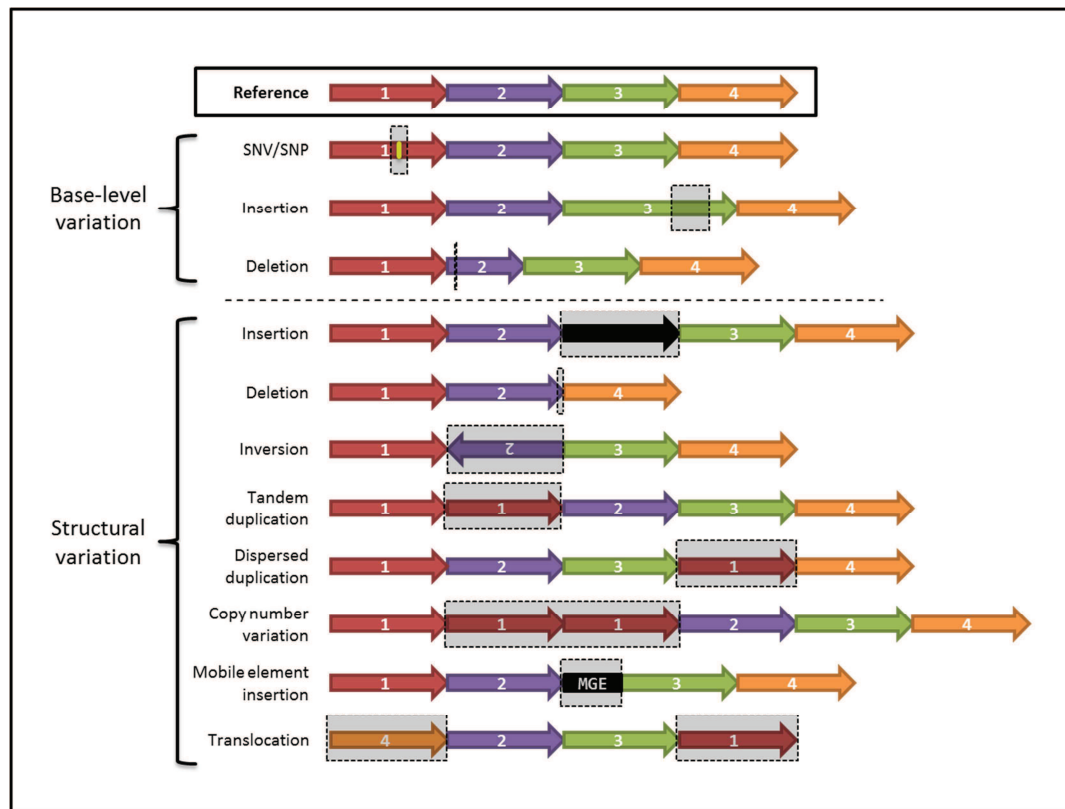 Reference 1 2 3 4
SNV/SNP 1 2 3 4
Base-level
variation
Insertion 1 2 3 4
Deletion 1 2 3 4
Insertion 1 2 3 4
Deletion 1 2 4
Inversion 1 2 3 4
Tandem
duplication 1 1 2 3 4
Structural
variation
Dispersed
duplication 1 2 3 1 4
Copy number
variation 1 1 1 2 3 4
Mobile element
insertion 1 2 MGE 3 4
Translocation 4 2 3 1